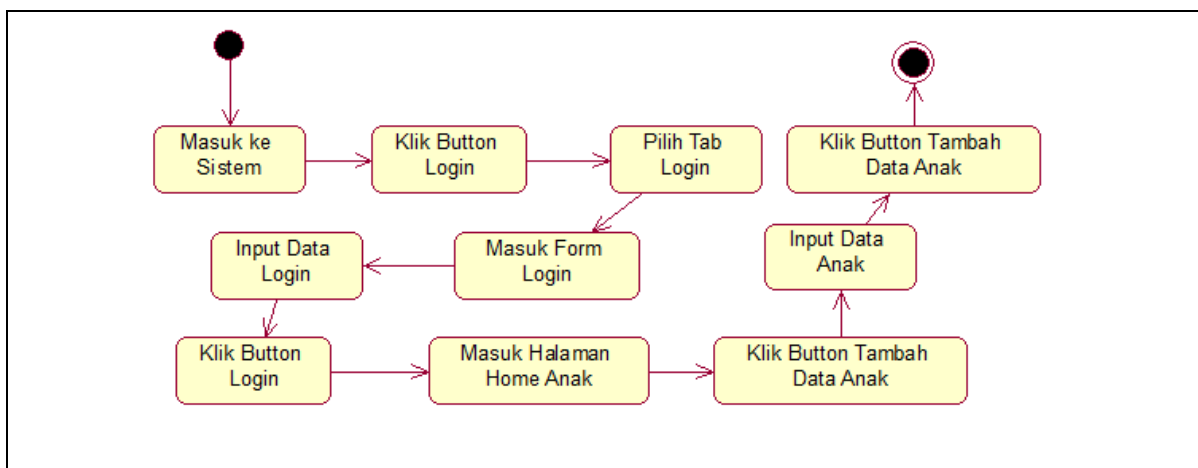 Masuk ke
Sistem
Klik Button
Login
Pilih Tab
Login
Masuk Form
Login
Input Data
Login
Klik Button
Login
Masuk Halaman
Home Anak
Klik Button Tambah
Data Anak
Input Data
Anak
Klik Button Tambah
Data Anak